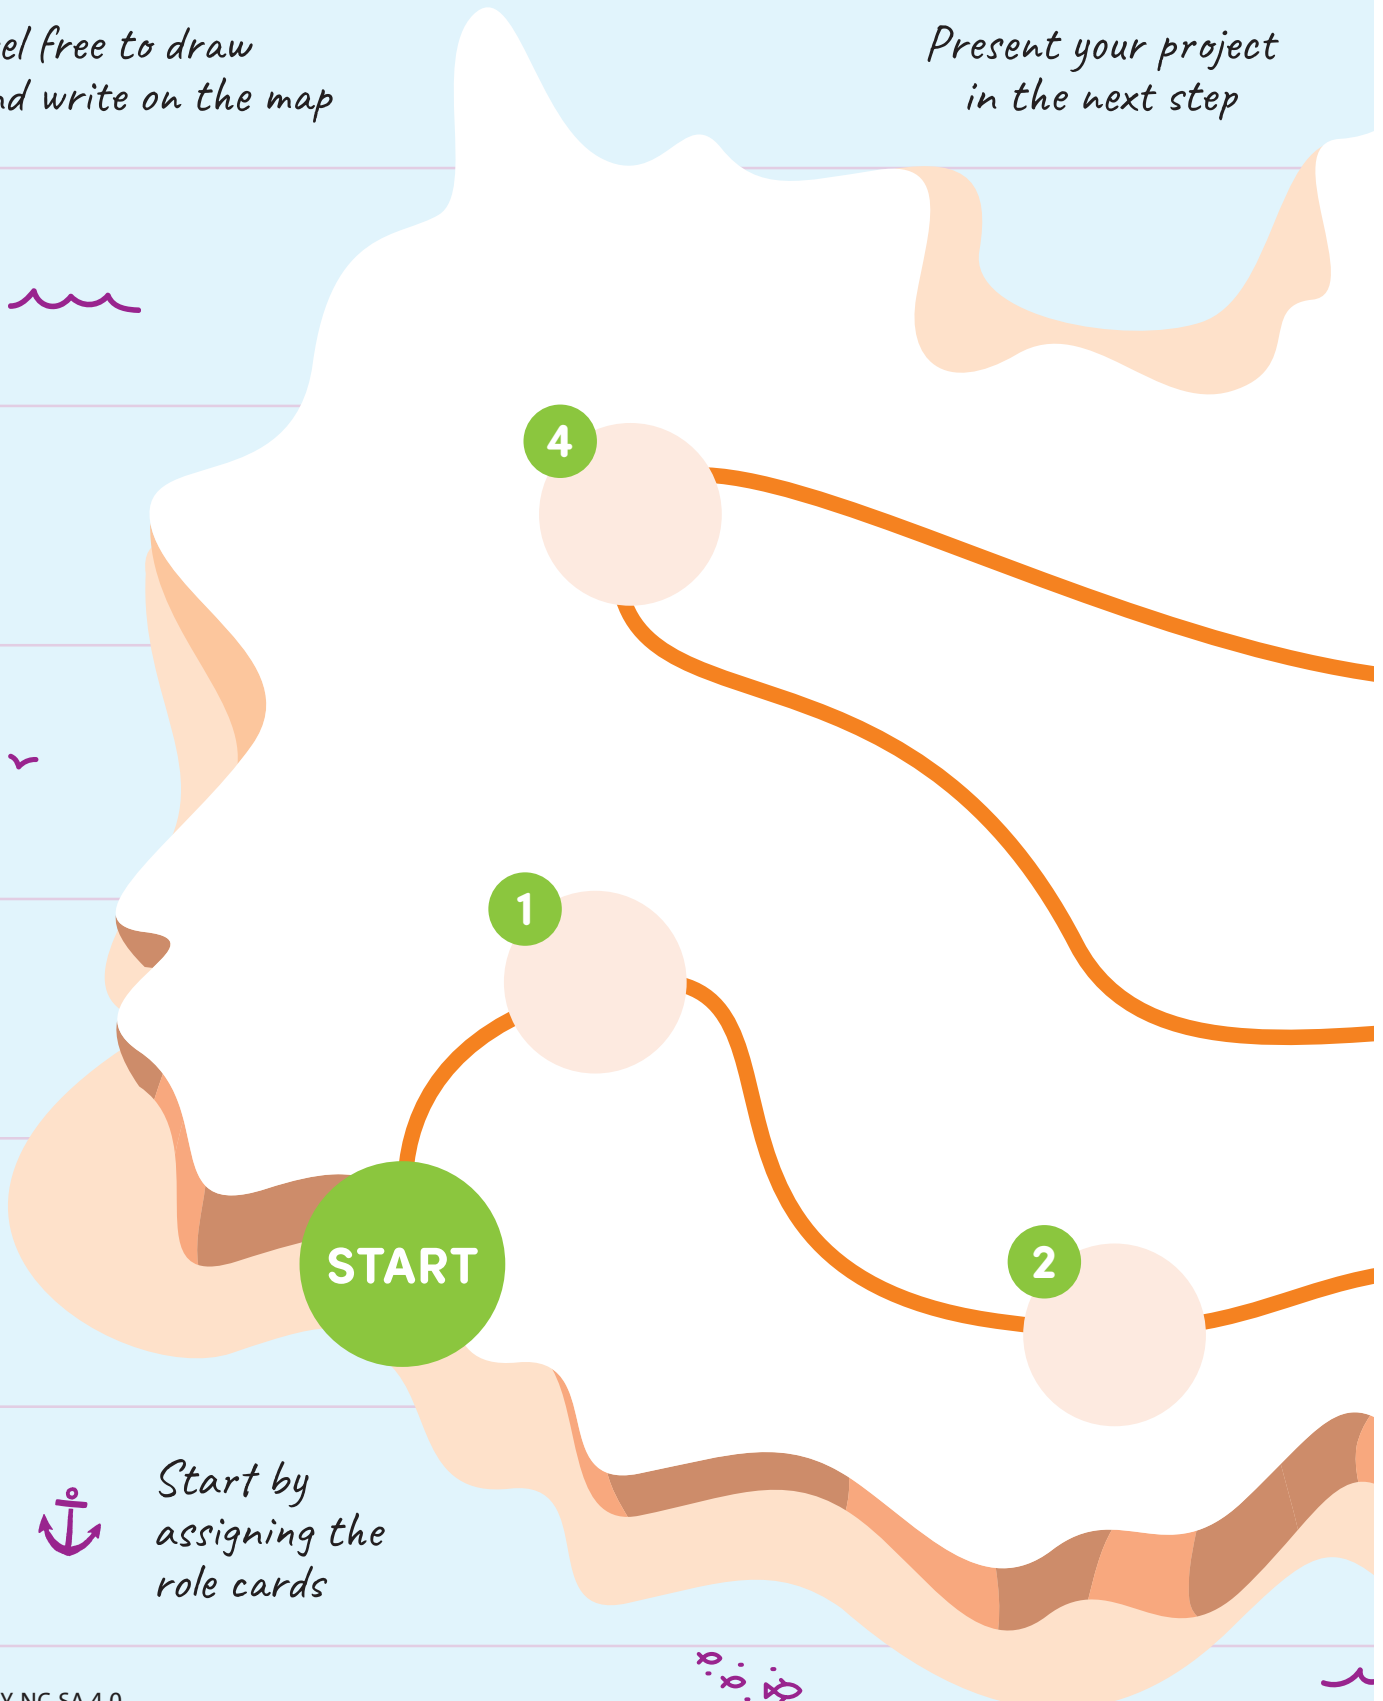 el free to draw
nd write on the map
Present your project
in the next step
4
1
START
2
Start by
assigning the
role cards
Y-NC-SA 4.0